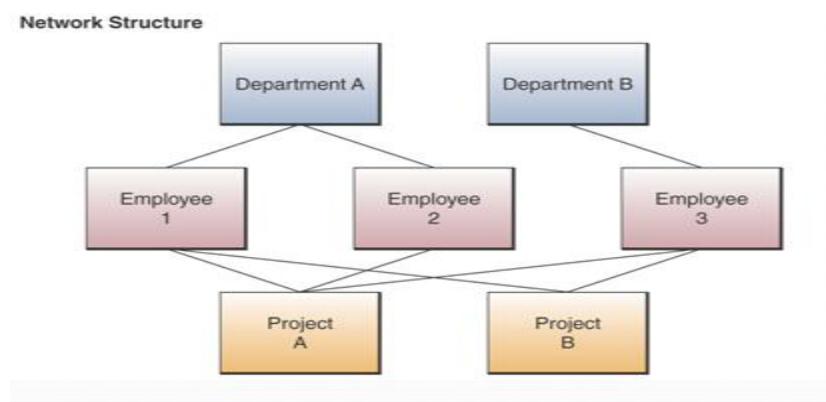 Network Structure
Department A
Department B
Employee
1
Employee
2
Employee
3
Project
A
Project
B